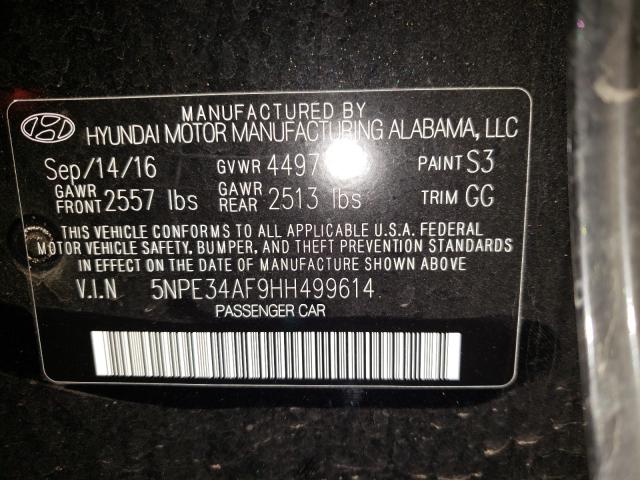 MANUFACTURED BY
HYUNDAI MOTOR MANUFACTURING ALABAMA, LLC
Sep/14/16 GVWR 4497 PAINT S3
GAWR FRONT 2557 lbs GAWR REAR 2513 lbs TRIM GG
THIS VEHICLE CONFORMS TO ALL APPLICABLE U.S.A. FEDERAL
MOTOR VEHICLE SAFETY, BUMPER, AND THEFT PREVENTION STANDARDS
IN EFFECT ON THE DATE OF MANUFACTURE SHOWN ABOVE
V.I.N 5NPE34AF9HH499614
PASSENGER CAR